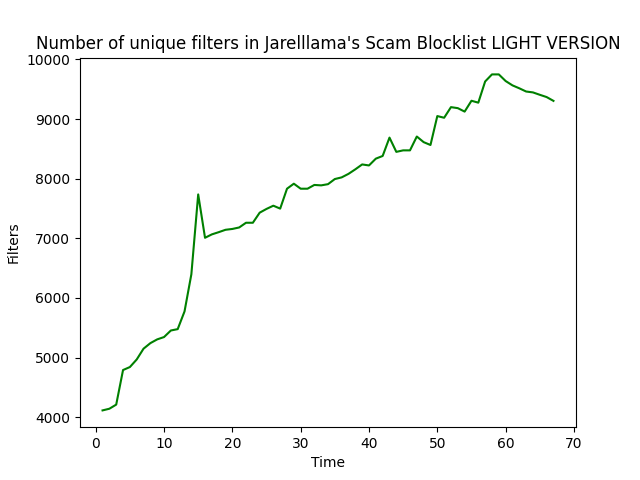 Number of unique filters in Jarelllama's Scam Blocklist LIGHT VERSION
10000
9000
8000
7000
6000
5000
4000
Filters
0 10 20 30 40 50 60 70
Time